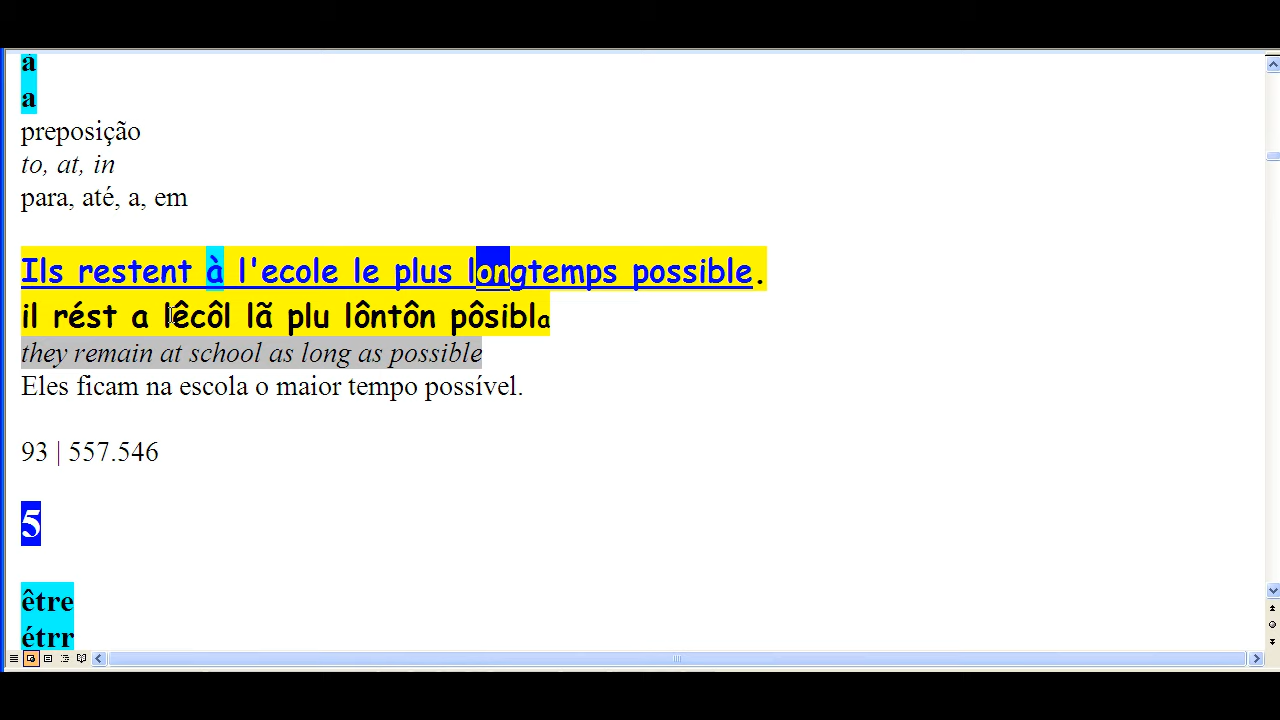 à
a
preposição
to, at, in
para, até, a, em
Ils restent à l'ecole le plus longtemps possible.
il rést a lêcôl lã plu lôntôn pôsibla
they remain at school as long as possible
Eles ficam na escola o maior tempo possível.
93 | 557.546
5
être
étrr